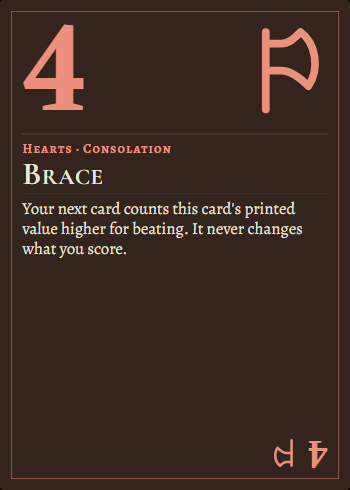 4
Hearts · Consolation
Brace
Your next card counts this card's printed
value higher for beating. It never changes
what you score.
4